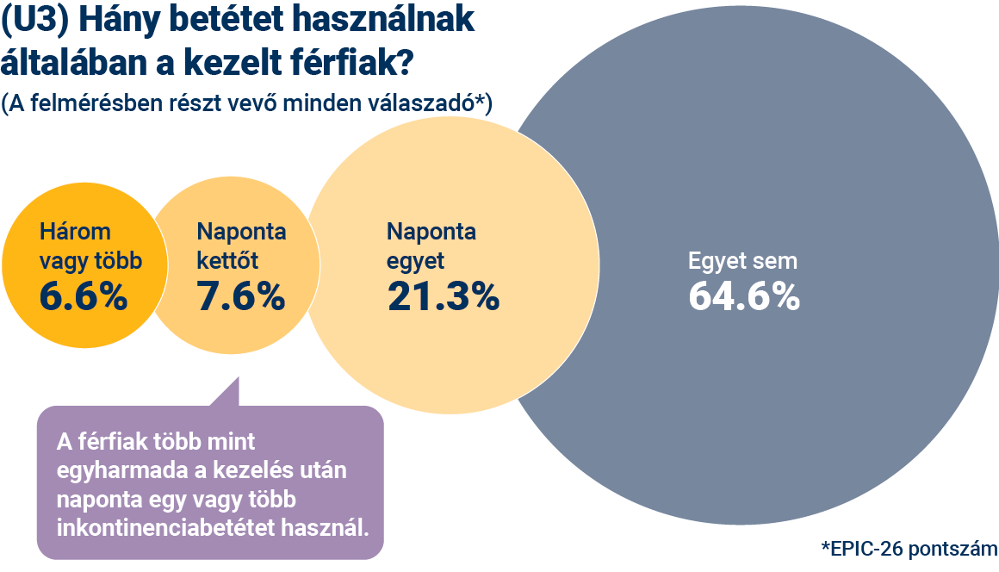 (U3) Hány betétet használnak
általában a kezelt férfiak?
(A felmérésben részt vevő minden válaszadó*)
Három
vagy több
6.6%
Naponta
kettőt
7.6%
Naponta
egyet
21.3%
Egyet sem
64.6%
A férfiak több mint
egyharmada a kezelés után
naponta egy vagy több
inkontinenciabetétet használ.
*EPIC-26 pontszám